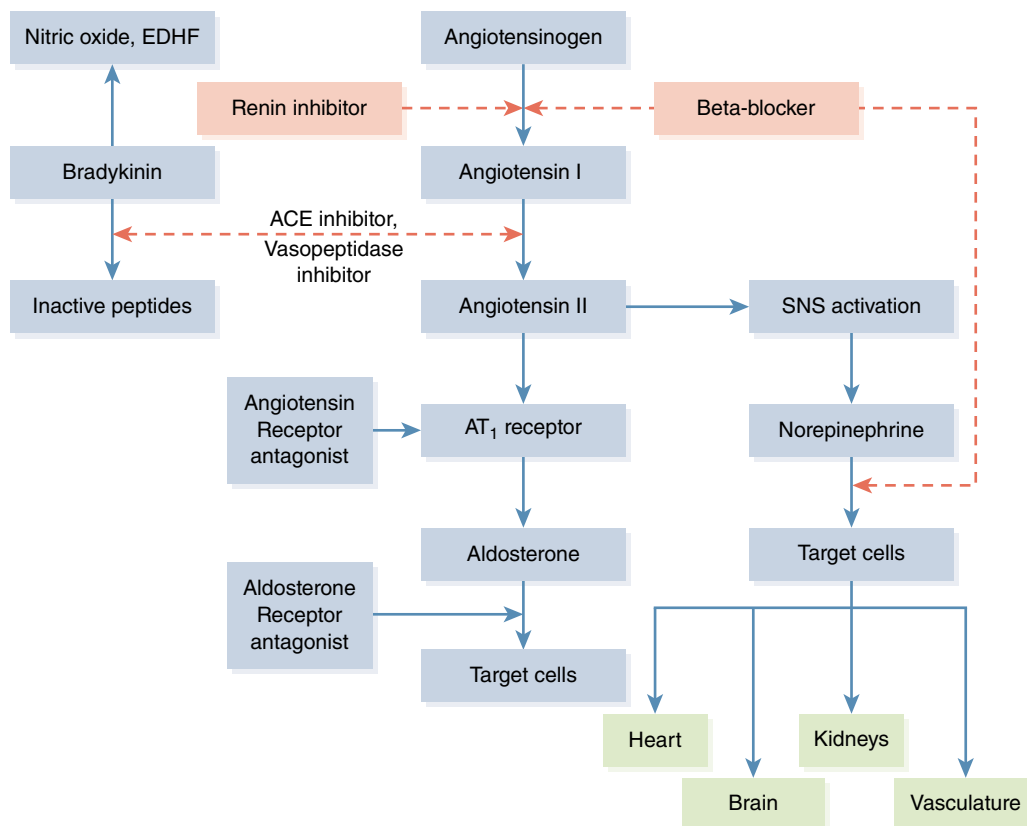 Nitric oxide, EDHF
Angiotensinogen
Renin inhibitor
Beta-blocker
Bradykinin
Angiotensin I
ACE inhibitor,
Vasopeptidase
inhibitor
Inactive peptides
Angiotensin II
SNS activation
Angiotensin
Receptor
antagonist
AT₁ receptor
Norepinephrine
Aldosterone
Target cells
Aldosterone
Receptor
antagonist
Target cells
Heart
Kidneys
Brain
Vasculature